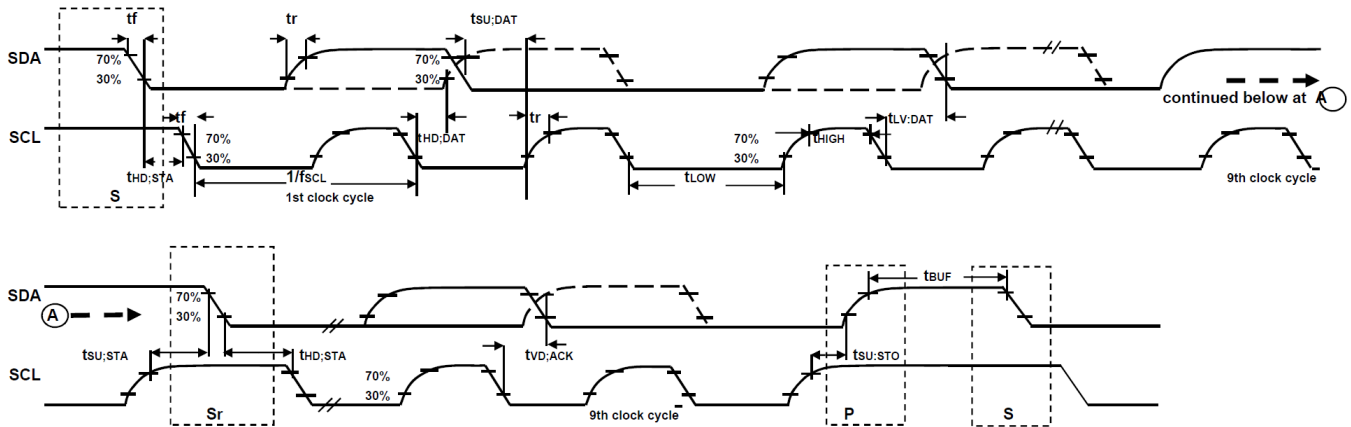 tf tr tSU;DAT
SDA 70% 70%
30% 30%
continued below at A
tf tHD;DAT tr tLV:DAT
SCL 70% 70% tHIGH
30% 30%
tHD;STA 1/fSCL tLOW
S 1st clock cycle 9th clock cycle
tBUF
SDA 70%
A 30%
tSU;STA tHD;STA tVD;ACK tSU:STO
SCL 70%
30%
Sr 9th clock cycle P S